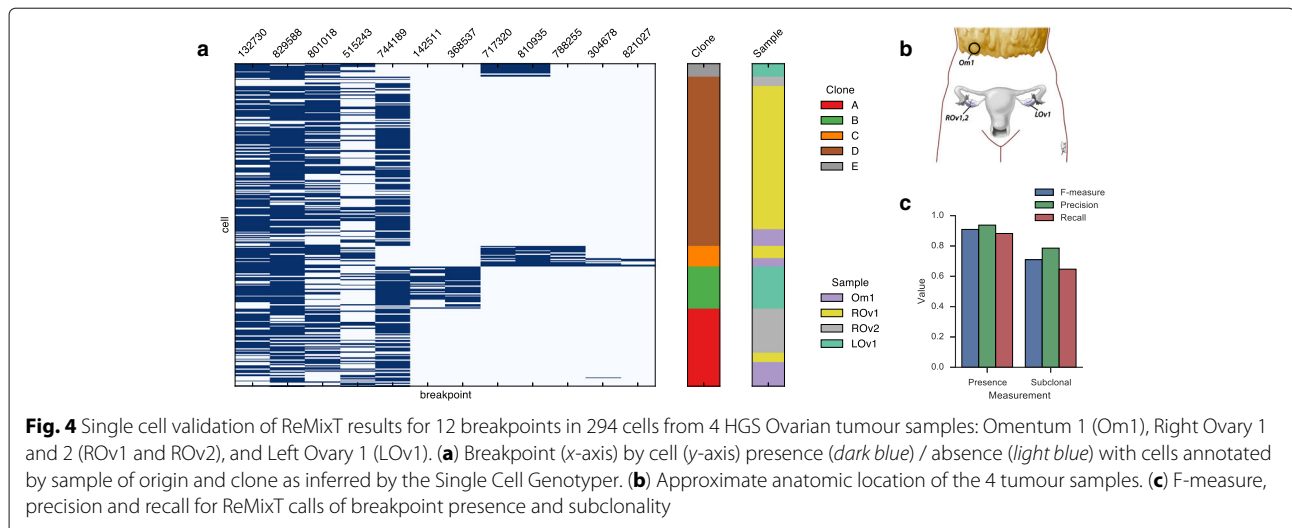 a
132730
829588
801018
515243
744189
142511
368537
717320
810935
788255
304678
821027
Clone
Sample
cell
breakpoint
Clone
A
B
C
D
E
Sample
Om1
ROv1
ROv2
LOv1
b
Om1
ROv1,2
LOv1
c
F-measure
Precision
Recall
1.0
0.8
0.6
0.4
0.2
0.0
Value
Presence
Subclonal
Measurement
Fig. 4 Single cell validation of ReMixT results for 12 breakpoints in 294 cells from 4 HGS Ovarian tumour samples: Omentum 1 (Om1), Right Ovary 1
and 2 (ROv1 and ROv2), and Left Ovary 1 (LOv1). (a) Breakpoint (x-axis) by cell (y-axis) presence (dark blue) / absence (light blue) with cells annotated
by sample of origin and clone as inferred by the Single Cell Genotyper. (b) Approximate anatomic location of the 4 tumour samples. (c) F-measure,
precision and recall for ReMixT calls of breakpoint presence and subclonality